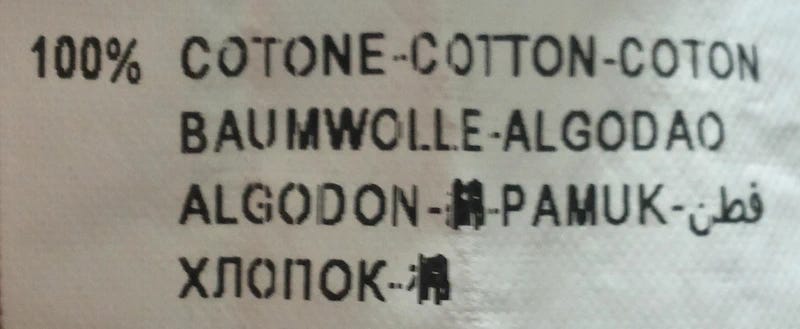 100% COTONE-COTTON-COTON
BAUMWOLLE-ALGODAO
ALGODON-PAMUK-قطن
ХЛОПОК